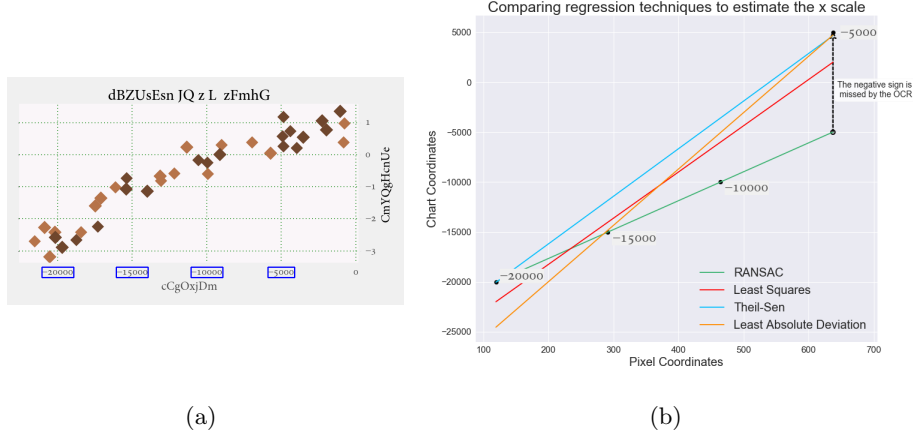 dBZUsEsn JQ z L zFmhG
1
0
−1
−2
−3
CmYQgHcnUe
−20000
−15000
−10000
−5000
0
cCgOxjDm
(a)
Comparing regression techniques to estimate the x scale
5000
0
−5000
−10000
−15000
−20000
−25000
Chart Coordinates
−5000
The negative sign is
missed by the OCR
−10000
−15000
−20000
RANSAC
Least Squares
Theil-Sen
Least Absolute Deviation
100
200
300
400
500
600
700
Pixel Coordinates
(b)